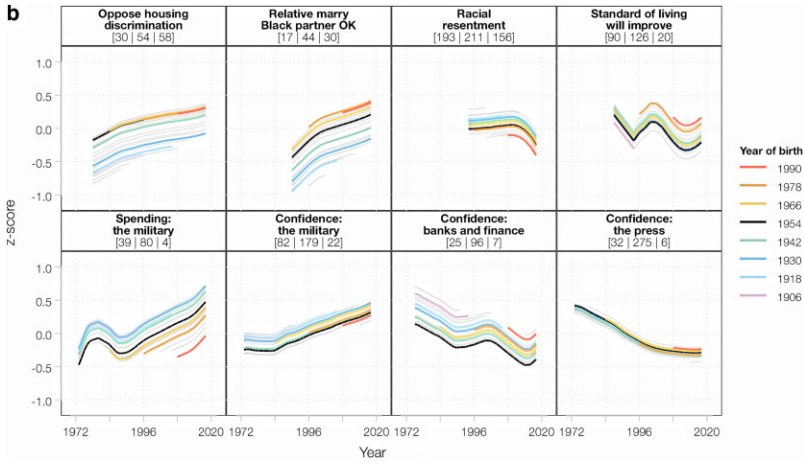 b
Oppose housing
discrimination
[30 | 54 | 58]
Relative marry
Black partner OK
[17 | 44 | 30]
Racial
resentment
[193 | 211 | 156]
Standard of living
will improve
[90 | 126 | 20]
1.0
0.5
0.0
-0.5
-1.0
Spending:
the military
[39 | 80 | 4]
Confidence:
the military
[82 | 179 | 22]
Confidence:
banks and finance
[25 | 96 | 7]
Confidence:
the press
[32 | 275 | 6]
1.0
0.5
0.0
-0.5
-1.0
z-score
1972 1996 2020 1972 1996 2020 1972 1996 2020 1972 1996 2020
Year
Year of birth
1990
1978
1966
1954
1942
1930
1918
1906